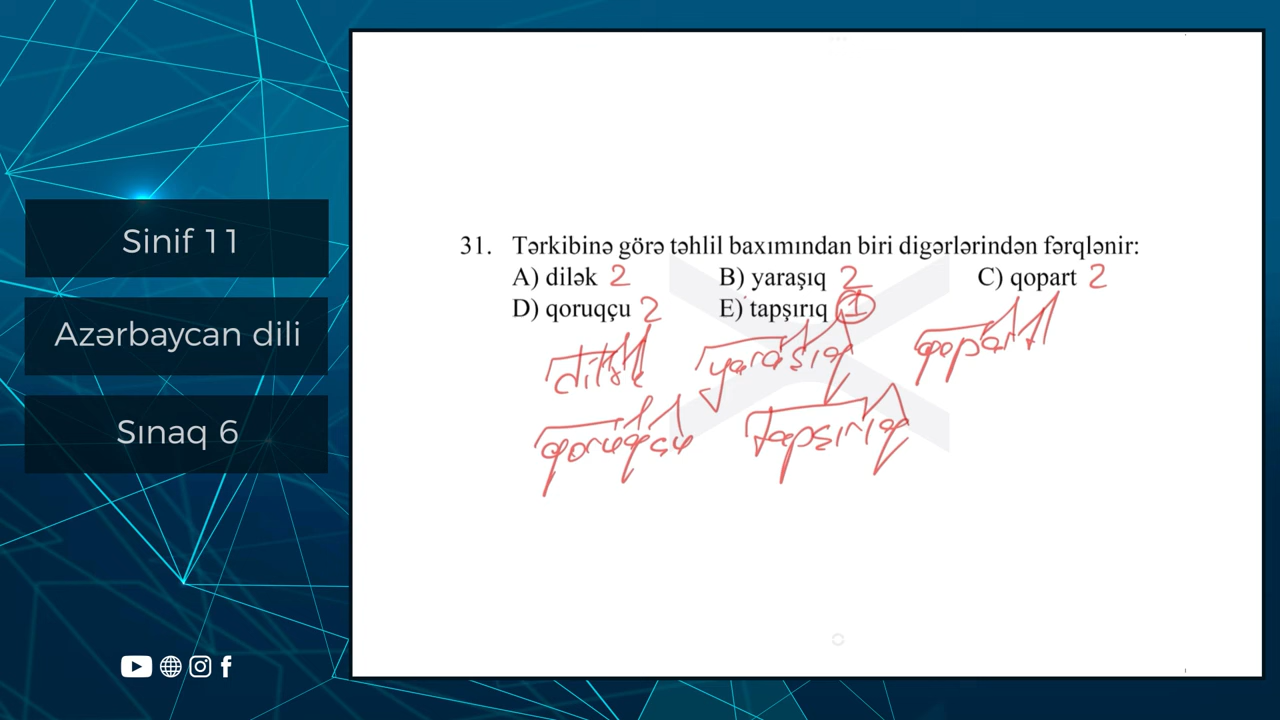 Sinif 11
Azərbaycan dili
Sınaq 6
31. Tərkibinə görə təhlil baxımından biri digərlərindən fərqlənir:
A) dilək 2 B) yaraşıq 2 C) qopart 2
D) qoruqçu 2 E) tapşırıq 1
dilək yaraşıq qopart
qoruqçu tapşırıq